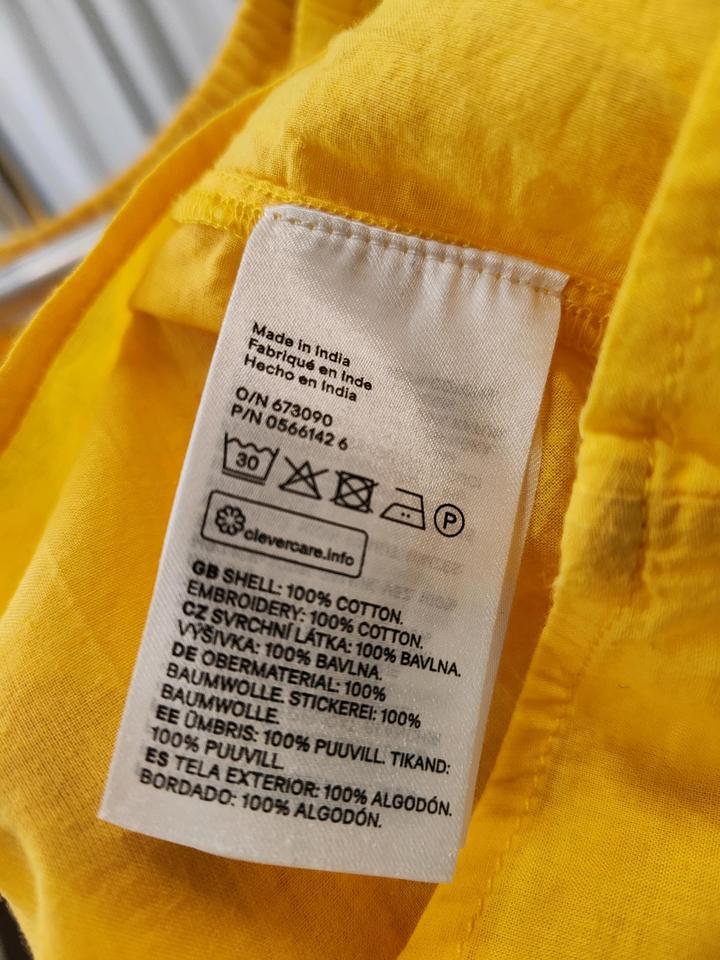 Made in India
Fabriqué en Inde
Hecho en India
O/N 673090
P/N 0566142 6
30
P
clevercare.info
GB SHELL: 100% COTTON.
EMBROIDERY: 100% COTTON.
CZ SVRCHNÍ LÁTKA: 100% BAVLNA.
VÝŠIVKA: 100% BAVLNA.
DE OBERMATERIAL: 100%
BAUMWOLLE. STICKEREI: 100%
BAUMWOLLE.
EE ÜMBRIS: 100% PUUVILL. TIKAND:
100% PUUVILL.
ES TELA EXTERIOR: 100% ALGODÓN.
BORDADO: 100% ALGODÓN.